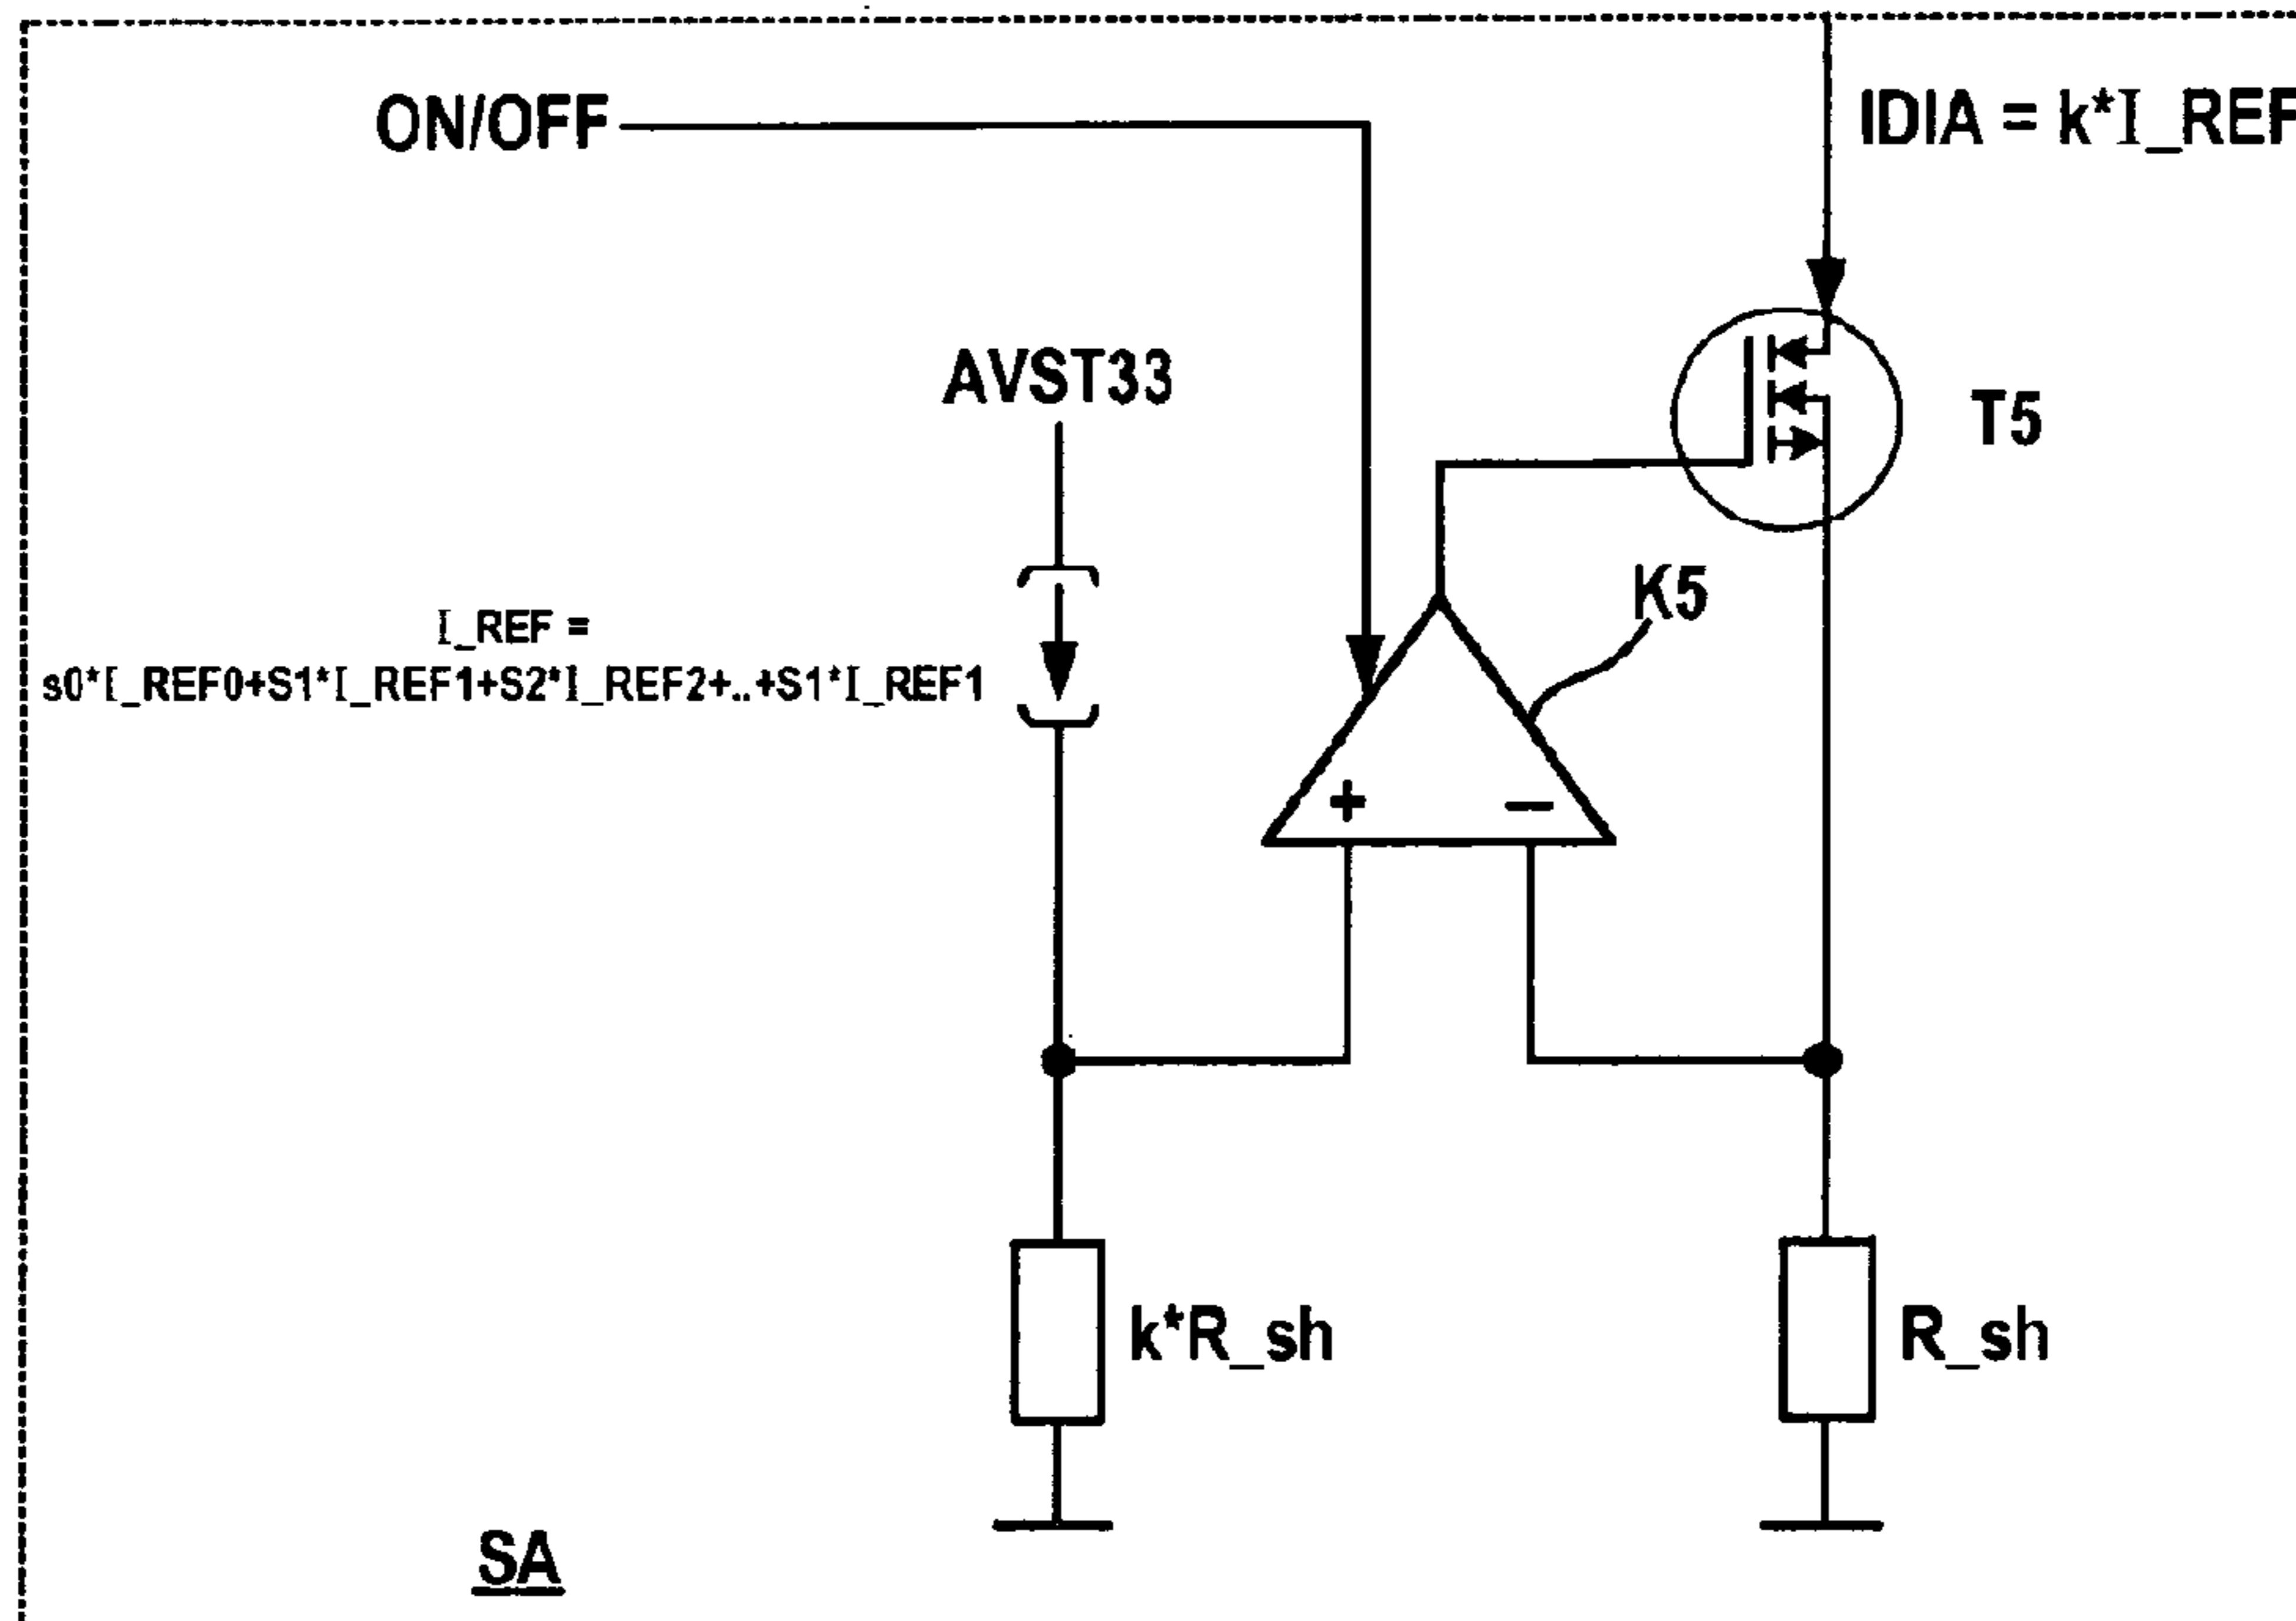 ON/OFF
IDIA = k*I_REF
AVST33
T5
K5
I_REF =
s0*I_REF0+S1*I_REF1+S2*I_REF2+..+S1*I_REF1
+
−
k*R_sh
R_sh
SA